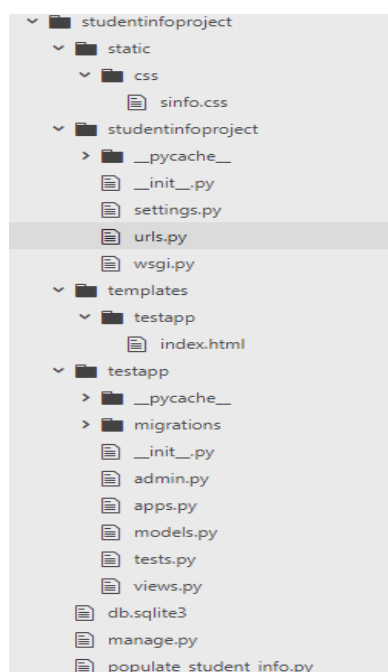 studentinfoproject
static
css
sinfo.css
studentinfoproject
__pycache__
__init__.py
settings.py
urls.py
wsgi.py
templates
testapp
index.html
testapp
__pycache__
migrations
__init__.py
admin.py
apps.py
models.py
tests.py
views.py
db.sqlite3
manage.py
populate_student_info.py